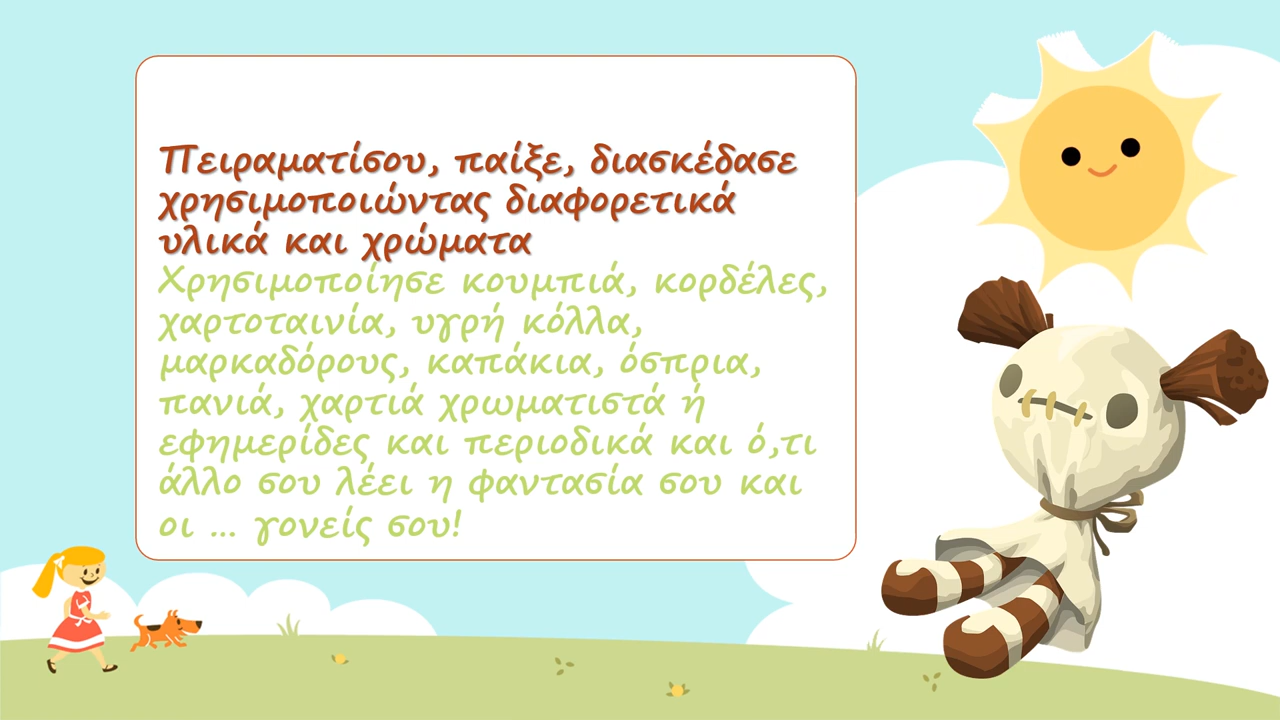 Πειραματίσου, παίξε, διασκέδασε
χρησιμοποιώντας διαφορετικά
υλικά και χρώματα
Χρησιμοποίησε κουμπιά, κορδέλες,
χαρτοταινία, υγρή κόλλα,
μαρκαδόρους, καπάκια, όσπρια,
πανιά, χαρτιά χρωματιστά ή
εφημερίδες και περιοδικά και ό,τι
άλλο σου λέει η φαντασία σου και
οι ... γονείς σου!